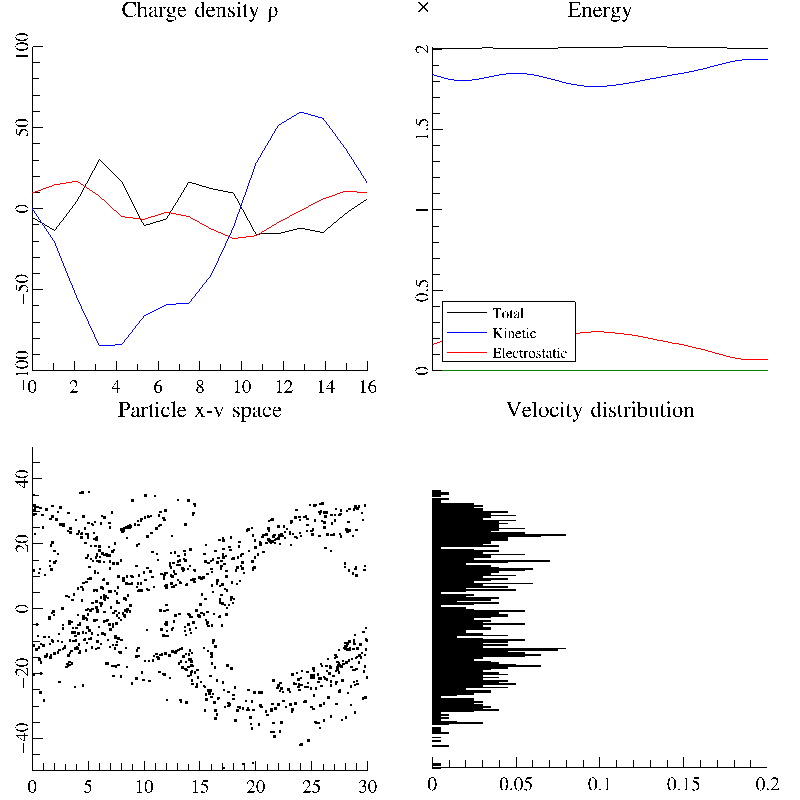 Charge density ρ
100
50
0
−50
100
0 2 4 6 8 10 12 14 16
×
Energy
2
1.5
1
0.5
0
Total
Kinetic
Electrostatic
Particle x-v space
40
20
0
−20
−40
0 5 10 15 20 25 30
Velocity distribution
0 0.05 0.1 0.15 0.2